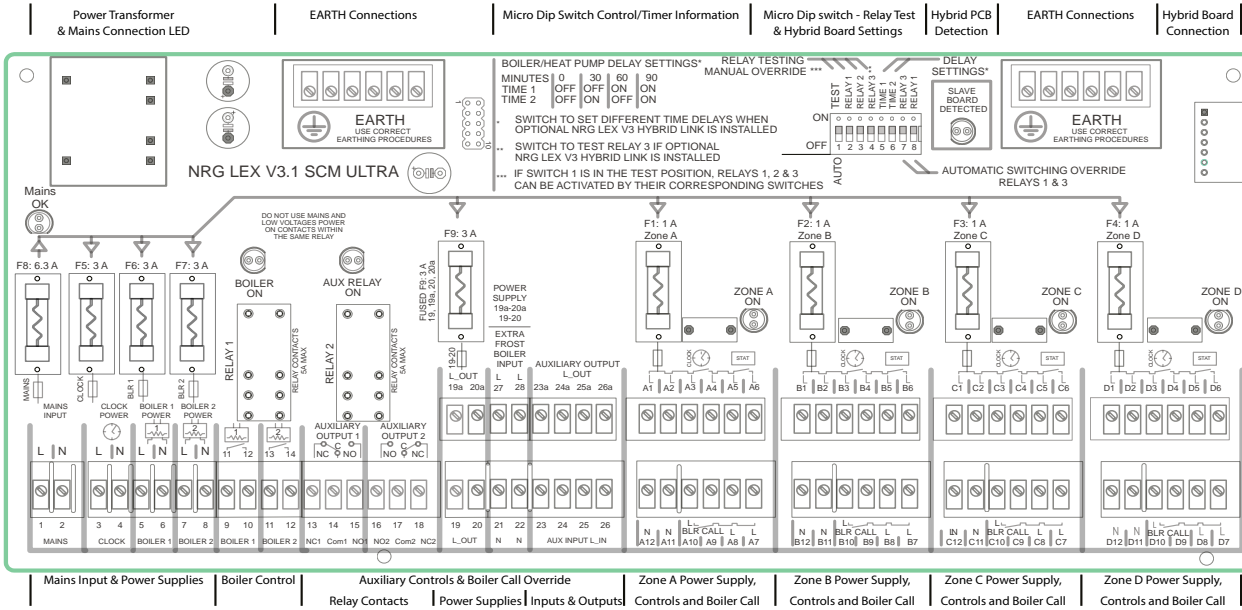 Power Transformer
& Mains Connection LED
EARTH Connections
Micro Dip Switch Control/Timer Information
Micro Dip switch - Relay Test
& Hybrid Board Settings
Hybrid PCB
Detection
EARTH Connections
Hybrid Board
Connection
EARTH
USE CORRECT
EARTHING PROCEDURES
BOILER/HEAT PUMP DELAY SETTINGS*
MINUTES 0 30 60 90
TIME 1 OFF OFF ON ON
TIME 2 OFF ON OFF ON
1
10
* SWITCH TO SET DIFFERENT TIME DELAYS WHEN
OPTIONAL NRG LEX V3 HYBRID LINK IS INSTALLED
** SWITCH TO TEST RELAY 3 IF OPTIONAL
NRG LEX V3 HYBRID LINK IS INSTALLED
*** IF SWITCH 1 IS IN THE TEST POSITION, RELAYS 1, 2 & 3
CAN BE ACTIVATED BY THEIR CORRESPONDING SWITCHES
RELAY TESTING
MANUAL OVERRIDE ***
DELAY
SETTINGS*
TEST
RELAY 1
RELAY 2
RELAY 3 **
TIME 1
TIME 2
RELAY 3
RELAY 1
ON
OFF
1 2 3 4 5 6 7 8
AUTO
AUTOMATIC SWITCHING OVERRIDE
RELAYS 1 & 3
SLAVE
BOARD
DETECTED
EARTH
USE CORRECT
EARTHING PROCEDURES
NRG LEX V3.1 SCM ULTRA
Mains
OK
DO NOT USE MAINS AND
LOW VOLTAGES POWER
ON CONTACTS WITHIN
THE SAME RELAY
F8: 6.3 A
F5: 3 A
F6: 3 A
F7: 3 A
BOILER
ON
AUX RELAY
ON
F9: 3 A
FUSED F9: 3 A
19, 19a, 20, 20a
POWER
SUPPLY
19a-20a
19-20
EXTRA
FROST
BOILER
INPUT
F1: 1 A
Zone A
F2: 1 A
Zone B
F3: 1 A
Zone C
F4: 1 A
Zone D
ZONE A
ON
ZONE B
ON
ZONE C
ON
ZONE D
ON
RELAY 1
RELAY CONTACTS
5A MAX
RELAY 2
RELAY CONTACTS
5A MAX
MAINS
CLOCK
BLR 1
BLR 2
19-20
CLOCK
STAT
CLOCK
STAT
CLOCK
STAT
CLOCK
STAT
MAINS
INPUT
CLOCK
POWER
BOILER 1
POWER
BOILER 2
POWER
1
2
1
2
AUXILIARY
OUTPUT 1
AUXILIARY
OUTPUT 2
L_OUT
19a 20a
L L
27 28
AUXILIARY OUTPUT
L_OUT
23a 24a 25a 26a
A1 A2 A3 A4 A5 A6
B1 B2 B3 B4 B5 B6
C1 C2 C3 C4 C5 C6
D1 D2 D3 D4 D5 D6
L N
L N
L N
L N
11 12
13 14
NC C NO
NO C NC
1 2 3 4 5 6 7 8 9 10 11 12 13 14 15 16 17 18 19 20 21 22 23 24 25 26
MAINS
CLOCK
BOILER 1
BOILER 2
BOILER 1
BOILER 2
NC1 Com1 NO1
NO2 Com2 NC2
L_OUT
N N
AUX INPUT L_IN
N N L L L
BLR CALL
A12 A11 A10 A9 A8 A7
N N L L L
BLR CALL
B12 B11 B10 B9 B8 B7
N N L L L
BLR CALL
C12 C11 C10 C9 C8 C7
N N L L L
BLR CALL
D12 D11 D10 D9 D8 D7
Mains Input & Power Supplies
Boiler Control
Auxiliary Controls & Boiler Call Override
Relay Contacts
Power Supplies
Inputs & Outputs
Zone A Power Supply,
Controls and Boiler Call
Zone B Power Supply,
Controls and Boiler Call
Zone C Power Supply,
Controls and Boiler Call
Zone D Power Supply,
Controls and Boiler Call